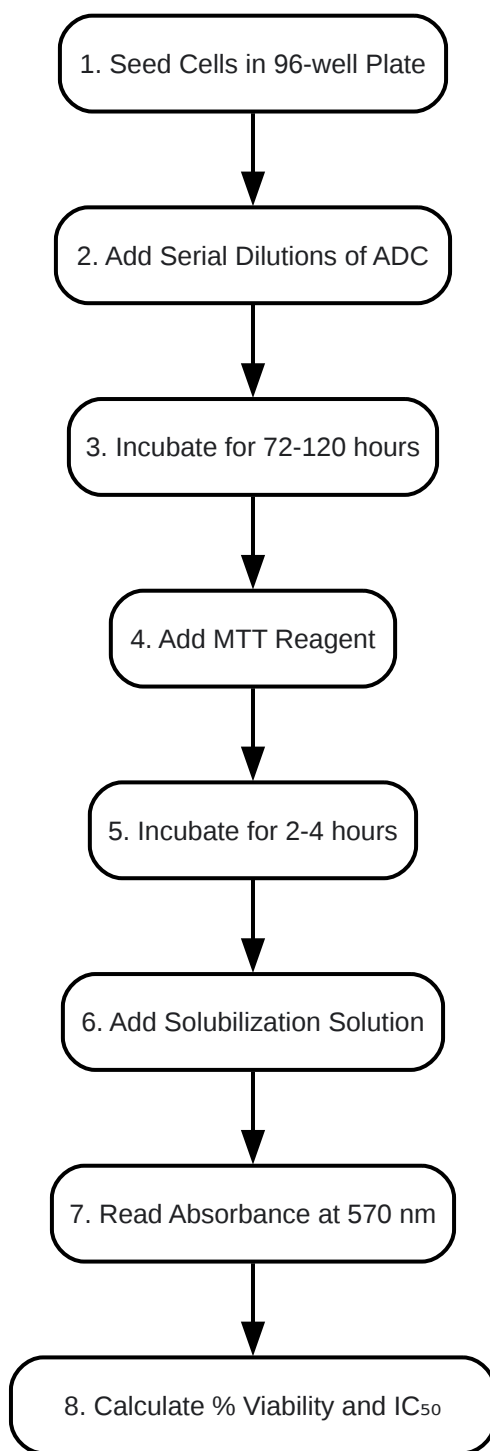 1. Seed Cells in 96-well Plate
2. Add Serial Dilutions of ADC
3. Incubate for 72-120 hours
4. Add MTT Reagent
5. Incubate for 2-4 hours
6. Add Solubilization Solution
7. Read Absorbance at 570 nm
8. Calculate % Viability and IC₅₀